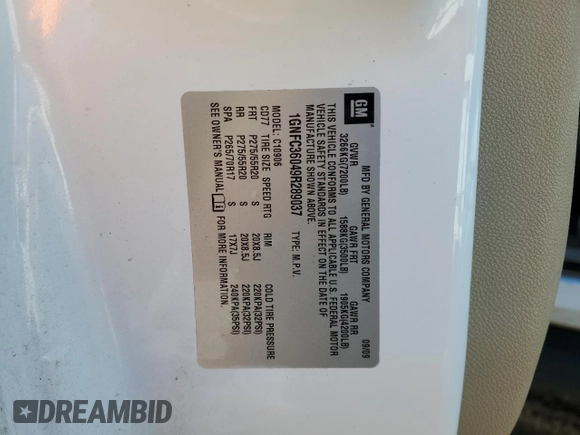 GM
MFD BY GENERAL MOTORS COMPANY 09/09
GVWR GAWR FRT GAWR RR
3266KG(7200LB) 1588KG(3500LB) 1905KG(4200LB)
THIS VEHICLE CONFORMS TO ALL APPLICABLE U.S. FEDERAL MOTOR
VEHICLE SAFETY STANDARDS IN EFFECT ON THE DATE OF
MANUFACTURE SHOWN ABOVE.
1GNFC36049R289037 TYPE: M.P.V.
MODEL: C10906
CD77 TIRE SIZE SPEED RTG RIM COLD TIRE PRESSURE
FRT P275/55R20 S 20X8.5J 220KPA(32PSI)
RR P275/55R20 S 20X8.5J 220KPA(32PSI)
SPA P265/70R17 S 17X7J 240KPA(35PSI)
SEE OWNER'S MANUAL FOR MORE INFORMATION.
DREAMBID